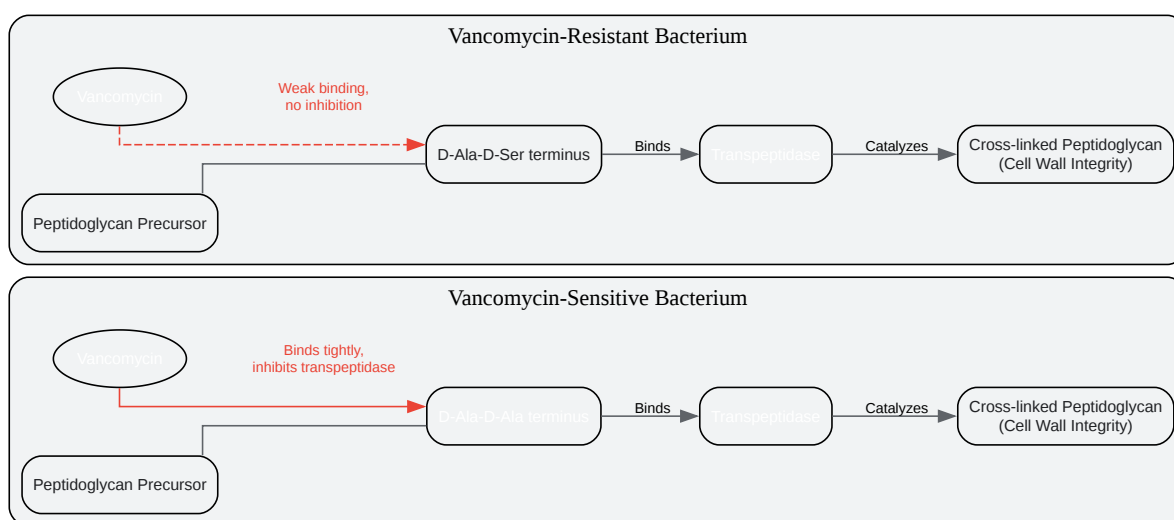 Vancomycin-Resistant Bacterium
Vancomycin
Weak binding,
no inhibition
D-Ala-D-Ser terminus
Binds
Transpeptidase
Catalyzes
Cross-linked Peptidoglycan
(Cell Wall Integrity)
Peptidoglycan Precursor
Vancomycin-Sensitive Bacterium
Vancomycin
Binds tightly,
inhibits transpeptidase
D-Ala-D-Ala terminus
Binds
Transpeptidase
Catalyzes
Cross-linked Peptidoglycan
(Cell Wall Integrity)
Peptidoglycan Precursor